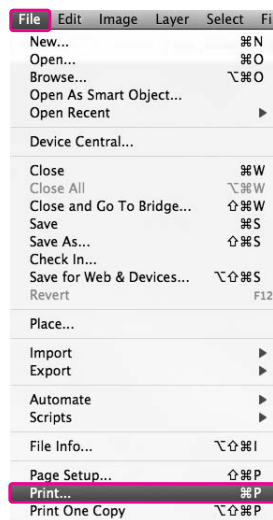 File Edit Image Layer Select Fi
New... ⌘N
Open... ⌘O
Browse... ⌥⌘O
Open As Smart Object...
Open Recent ▶
Device Central...
Close ⌘W
Close All ⌥⌘W
Close and Go To Bridge... ⇧⌘W
Save ⌘S
Save As... ⇧⌘S
Check In...
Save for Web & Devices... ⌥⇧⌘S
Revert F12
Place...
Import ▶
Export ▶
Automate ▶
Scripts ▶
File Info... ⌥⇧⌘I
Page Setup... ⇧⌘P
Print... ⌘P
Print One Copy ⌥⇧⌘P